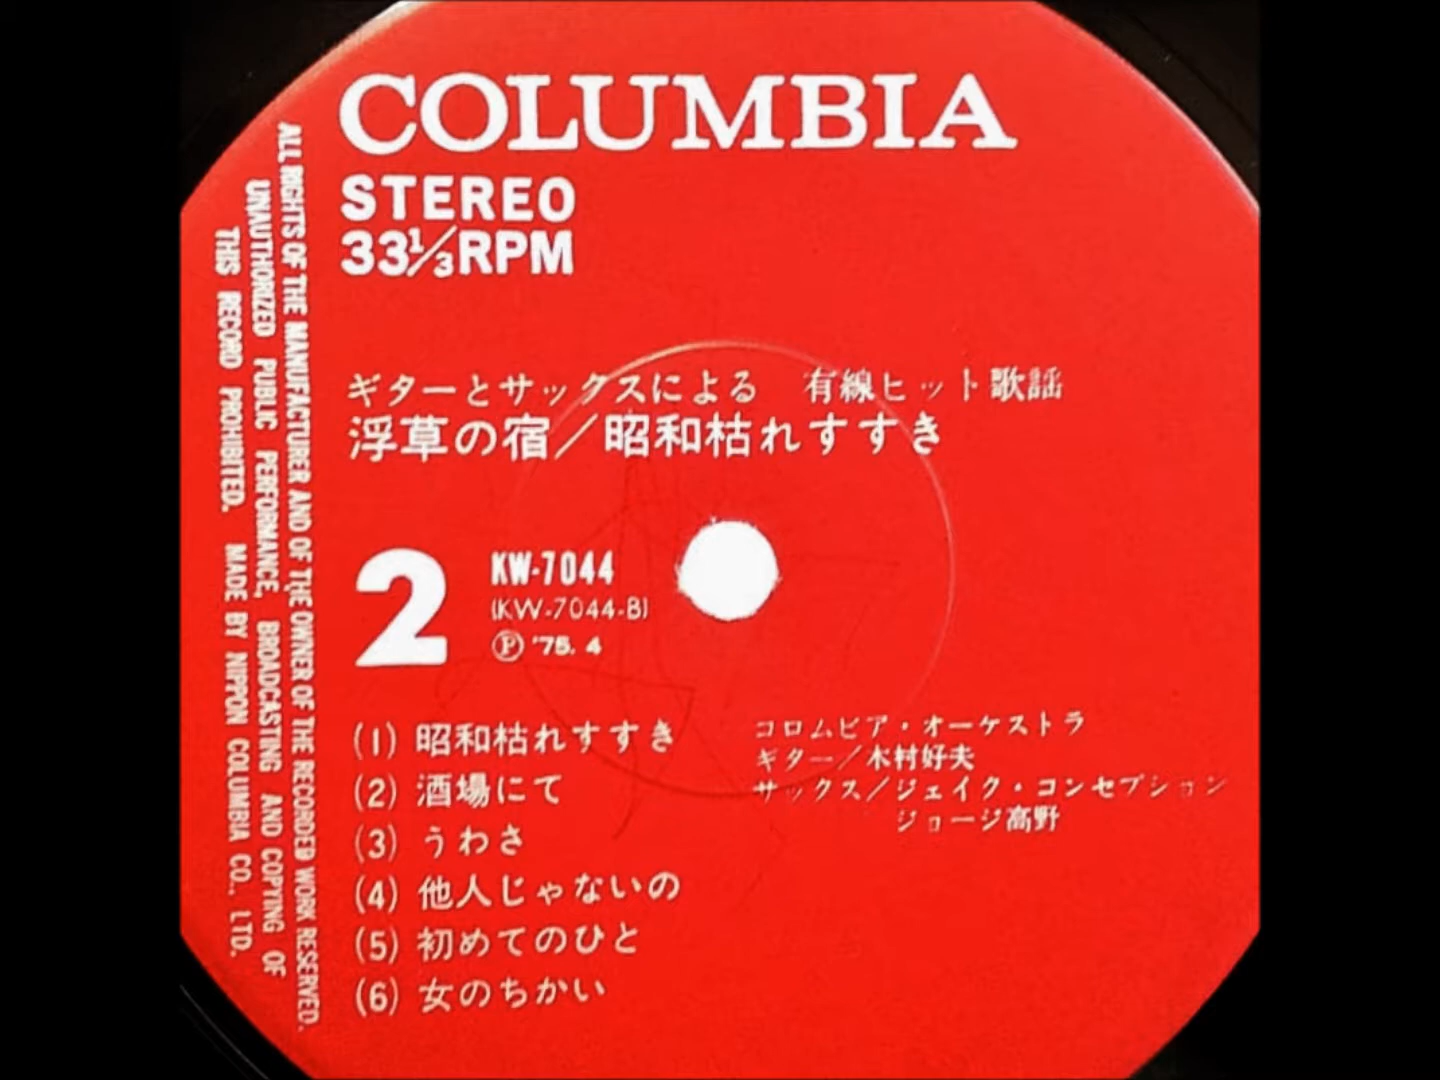 COLUMBIA
STEREO
33⅓RPM
ギターとサックスによる 有線ヒット歌謡
浮草の宿／昭和枯れすすき
2
KW-7044
(KW-7044-B)
Ⓟ '75. 4
(1) 昭和枯れすすき
(2) 酒場にて
(3) うわさ
(4) 他人じゃないの
(5) 初めてのひと
(6) 女のちかい
コロムビア・オーケストラ
ギター／木村好夫
サックス／ジェイク・コンセプション
ジョージ高野
ALL RIGHTS OF THE MANUFACTURER AND OF THE OWNER OF THE RECORDED WORK RESERVED.
UNAUTHORIZED PUBLIC PERFORMANCE, BROADCASTING AND COPYING OF
THIS RECORD PROHIBITED. MADE BY NIPPON COLUMBIA CO., LTD.